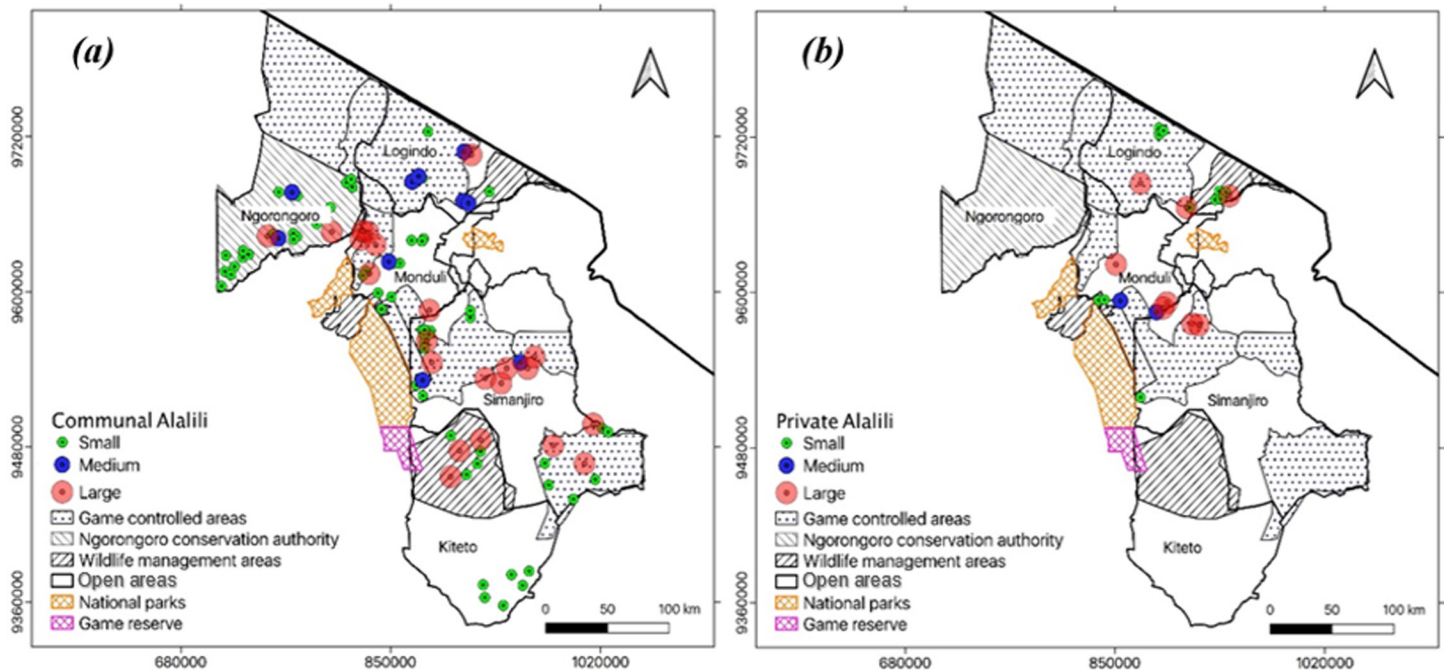 (a)
9720000
9600000
9480000
9360000
Logindo
Ngorongoro
Monduli
Simanjiro
Kiteto
Communal Alalili
Small
Medium
Large
Game controlled areas
Ngorongoro conservation authority
Wildlife management areas
Open areas
National parks
Game reserve
0 50 100 km
680000 850000 1020000
(b)
9720000
9600000
9480000
9360000
Logindo
Ngorongoro
Monduli
Simanjiro
Kiteto
Private Alalili
Small
Medium
Large
Game controlled areas
Ngorongoro conservation authority
Wildlife management areas
Open areas
National parks
Game reserve
0 50 100 km
680000 850000 1020000